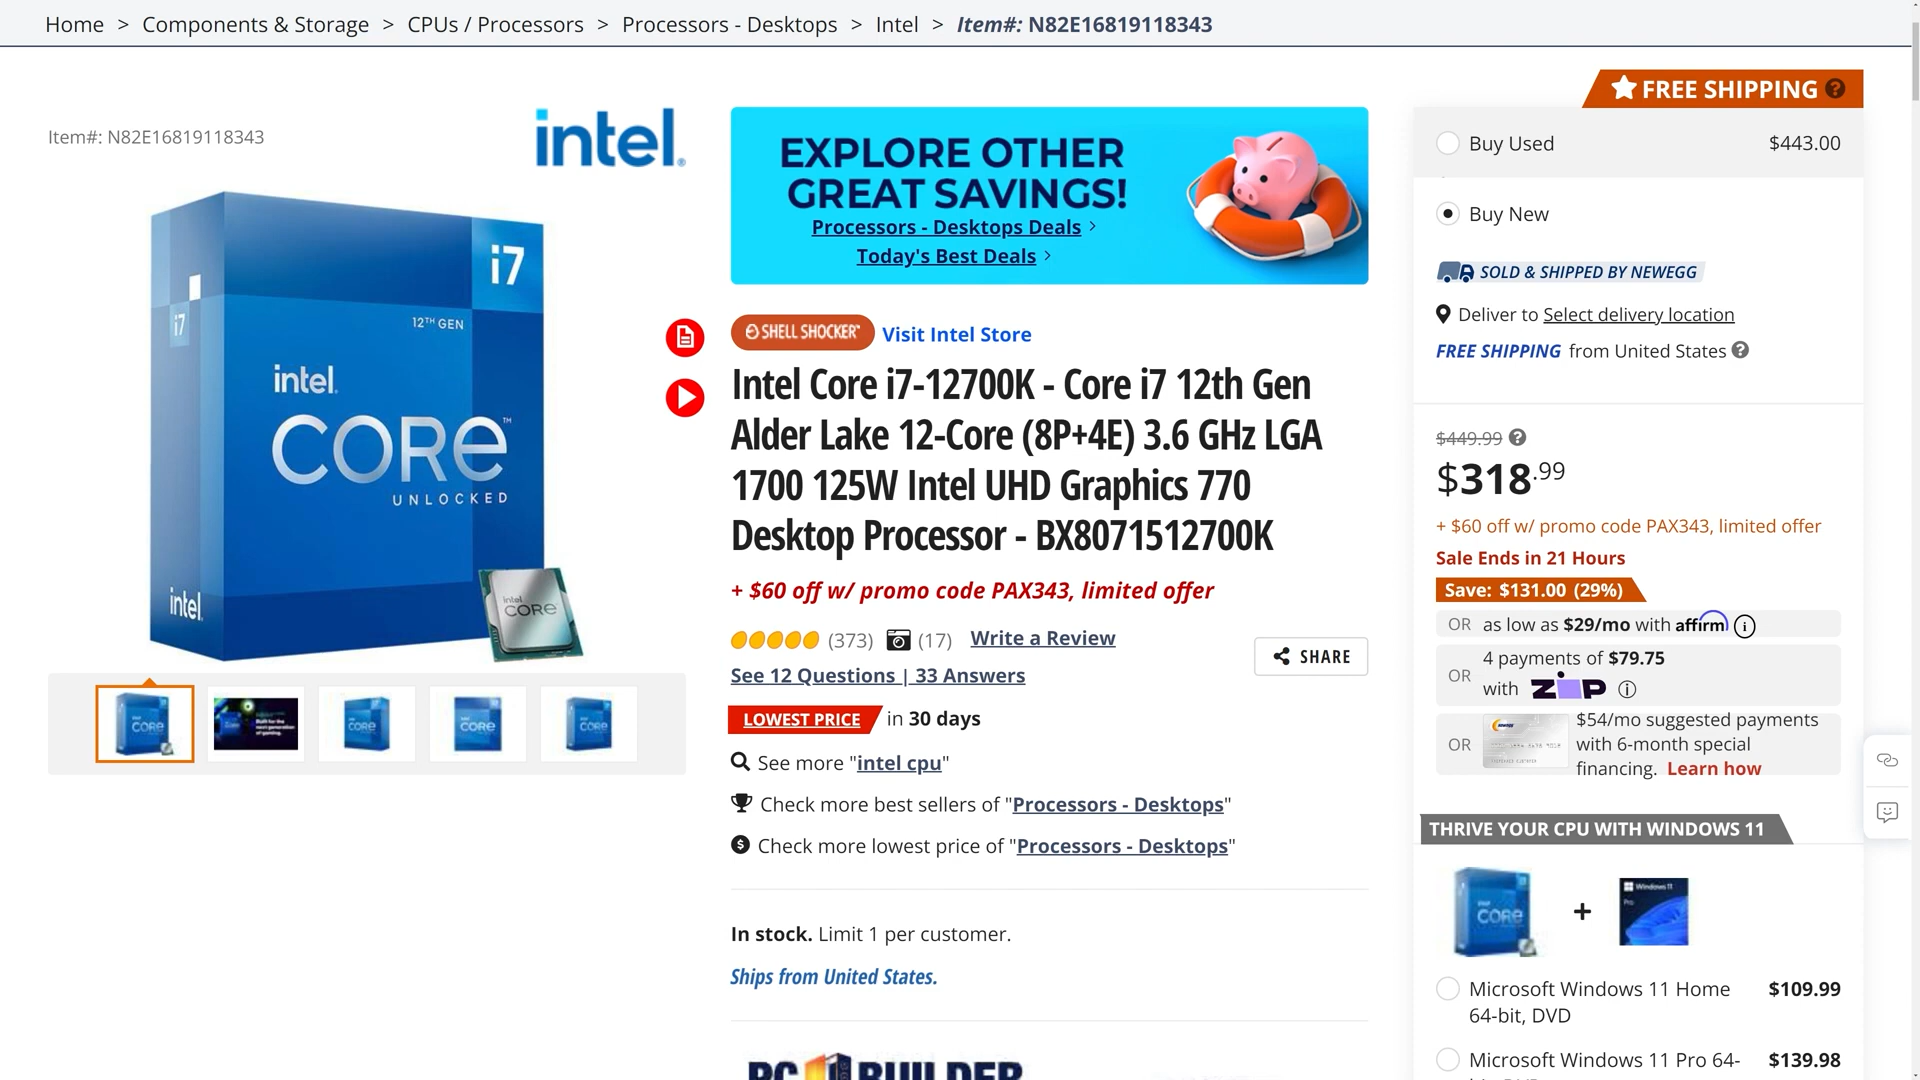 Home > Components & Storage > CPUs / Processors > Processors - Desktops > Intel > Item#: N82E16819118343
Item#: N82E16819118343
intel.
i7
12TH GEN
i7
intel.
CORE™
UNLOCKED
intel.
intel
CORE
EXPLORE OTHER
GREAT SAVINGS!
Processors - Desktops Deals >
Today's Best Deals >
SHELL SHOCKER™ Visit Intel Store
Intel Core i7-12700K - Core i7 12th Gen
Alder Lake 12-Core (8P+4E) 3.6 GHz LGA
1700 125W Intel UHD Graphics 770
Desktop Processor - BX8071512700K
+ $60 off w/ promo code PAX343, limited offer
(373) (17) Write a Review
SHARE
See 12 Questions | 33 Answers
LOWEST PRICE in 30 days
See more "intel cpu"
Check more best sellers of "Processors - Desktops"
Check more lowest price of "Processors - Desktops"
In stock. Limit 1 per customer.
Ships from United States.
PC BUILDER
FREE SHIPPING ?
Buy Used $443.00
Buy New
SOLD & SHIPPED BY NEWEGG
Deliver to Select delivery location
FREE SHIPPING from United States ?
$449.99 ?
$318.99
+ $60 off w/ promo code PAX343, limited offer
Sale Ends in 21 Hours
Save: $131.00 (29%)
OR as low as $29/mo with affirm
4 payments of $79.75
OR
with ZIP
$54/mo suggested payments
OR with 6-month special
financing. Learn how
THRIVE YOUR CPU WITH WINDOWS 11
CORE + Windows 11
Pro
Microsoft Windows 11 Home $109.99
64-bit, DVD
Microsoft Windows 11 Pro 64- $139.98